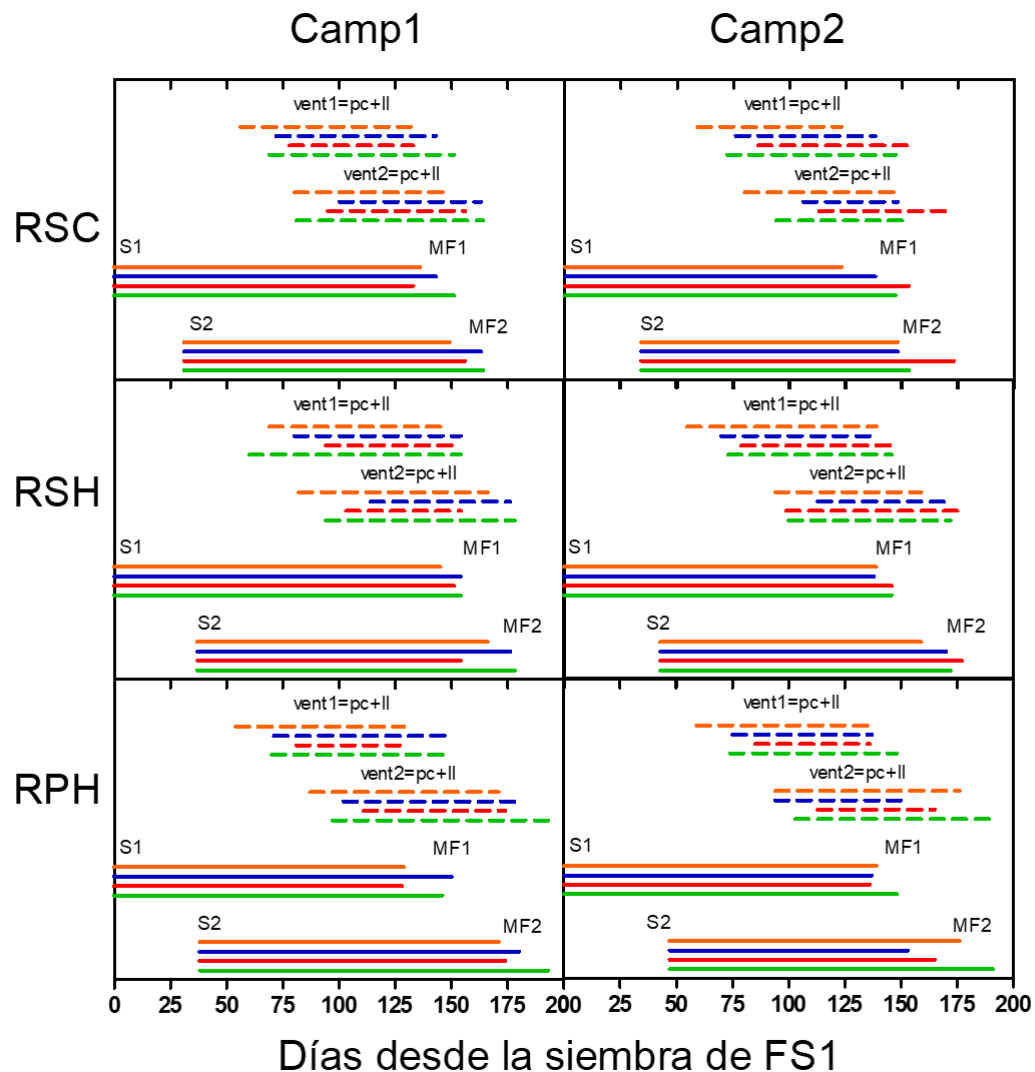 Camp1 Camp2
vent1=pc+ll vent1=pc+ll
vent2=pc+ll vent2=pc+ll
RSC
S1 MF1 S1 MF1
S2 MF2 S2 MF2
vent1=pc+ll vent1=pc+ll
vent2=pc+ll vent2=pc+ll
RSH
S1 MF1 S1 MF1
S2 MF2 S2 MF2
vent1=pc+ll vent1=pc+ll
vent2=pc+ll vent2=pc+ll
RPH
S1 MF1 S1 MF1
S2 MF2 S2 MF2
0 25 50 75 100 125 150 175 200 25 50 75 100 125 150 175 200
Días desde la siembra de FS1